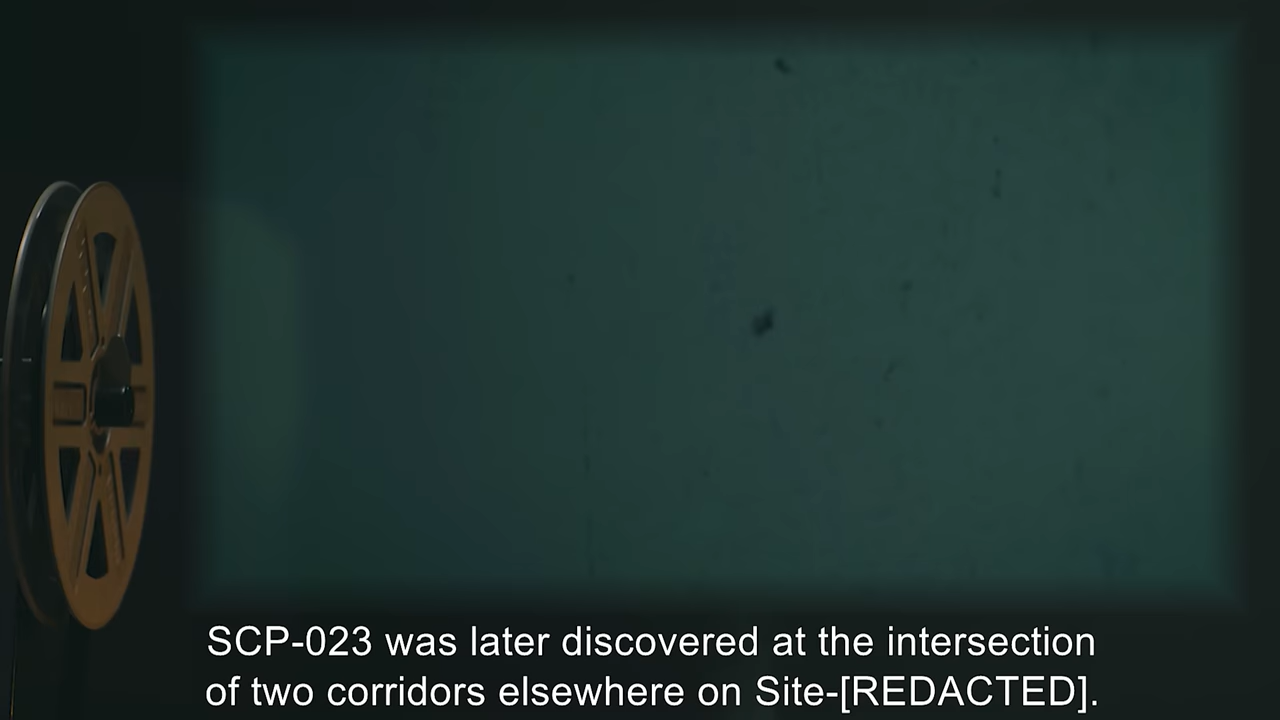 SCP-023 was later discovered at the intersection
of two corridors elsewhere on Site-[REDACTED].